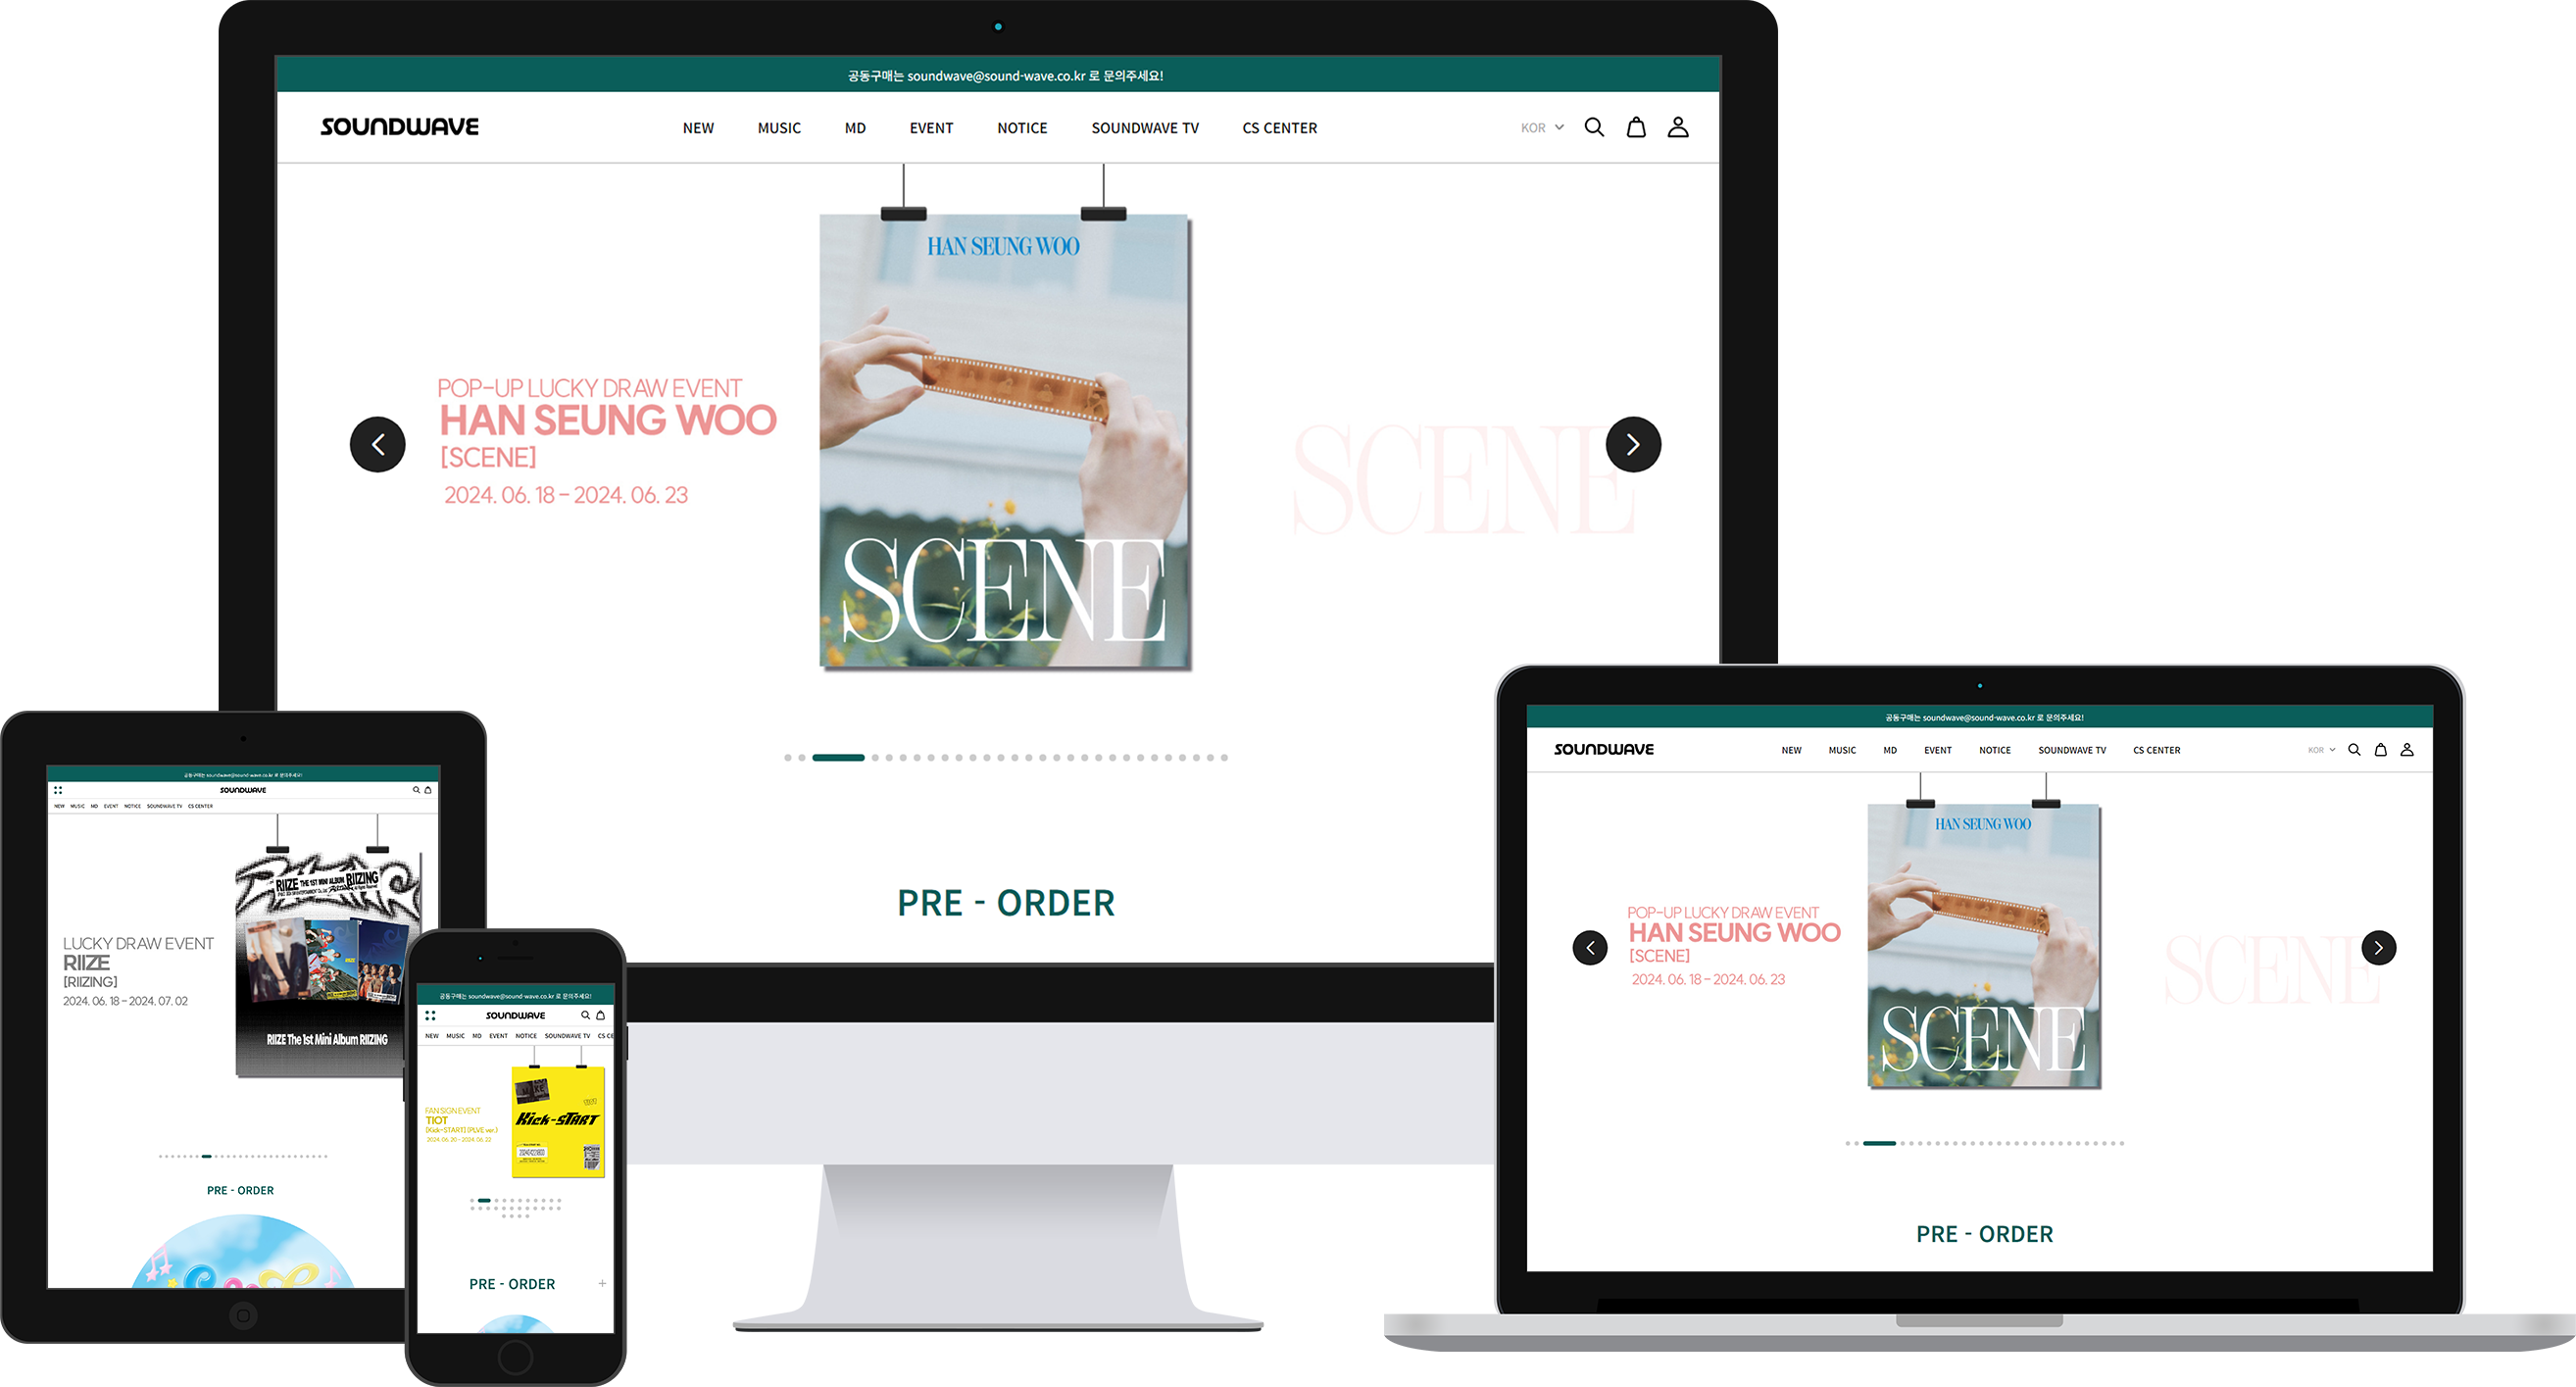 공동구매는 soundwave@sound-wave.co.kr 로 문의주세요!
SOUNDWAVE NEW MUSIC MD EVENT NOTICE SOUNDWAVE TV CS CENTER KOR
HAN SEUNG WOO
POP-UP LUCKY DRAW EVENT
HAN SEUNG WOO
[SCENE]
2024. 06. 18 - 2024. 06. 23
SCENE
SCENE
PRE - ORDER
공동구매는 soundwave@sound-wave.co.kr 로 문의주세요!
SOUNDWAVE
NEW MUSIC MD EVENT NOTICE SOUNDWAVE TV CS CENTER
RIIZE THE 1ST MINI ALBUM RIIZING
LUCKY DRAW EVENT
RIIZE
[RIIZING]
2024. 06. 18 - 2024. 07. 02
RIIZE The 1st Mini Album RIIZING
PRE - ORDER
공동구매는 soundwave@sound-wave.co.kr 로 문의주세요!
SOUNDWAVE
NEW MUSIC MD EVENT NOTICE SOUNDWAVE TV CS CE
FANSIGN EVENT
TIOT
[Kick-START] (PLVE ver.)
2024. 06. 20 - 2024. 06. 22
Kick-START
PRE - ORDER +
공동구매는 soundwave@sound-wave.co.kr 로 문의주세요!
SOUNDWAVE NEW MUSIC MD EVENT NOTICE SOUNDWAVE TV CS CENTER KOR
HAN SEUNG WOO
POP-UP LUCKY DRAW EVENT
HAN SEUNG WOO
[SCENE]
2024. 06. 18 - 2024. 06. 23
SCENE
SCENE
PRE - ORDER